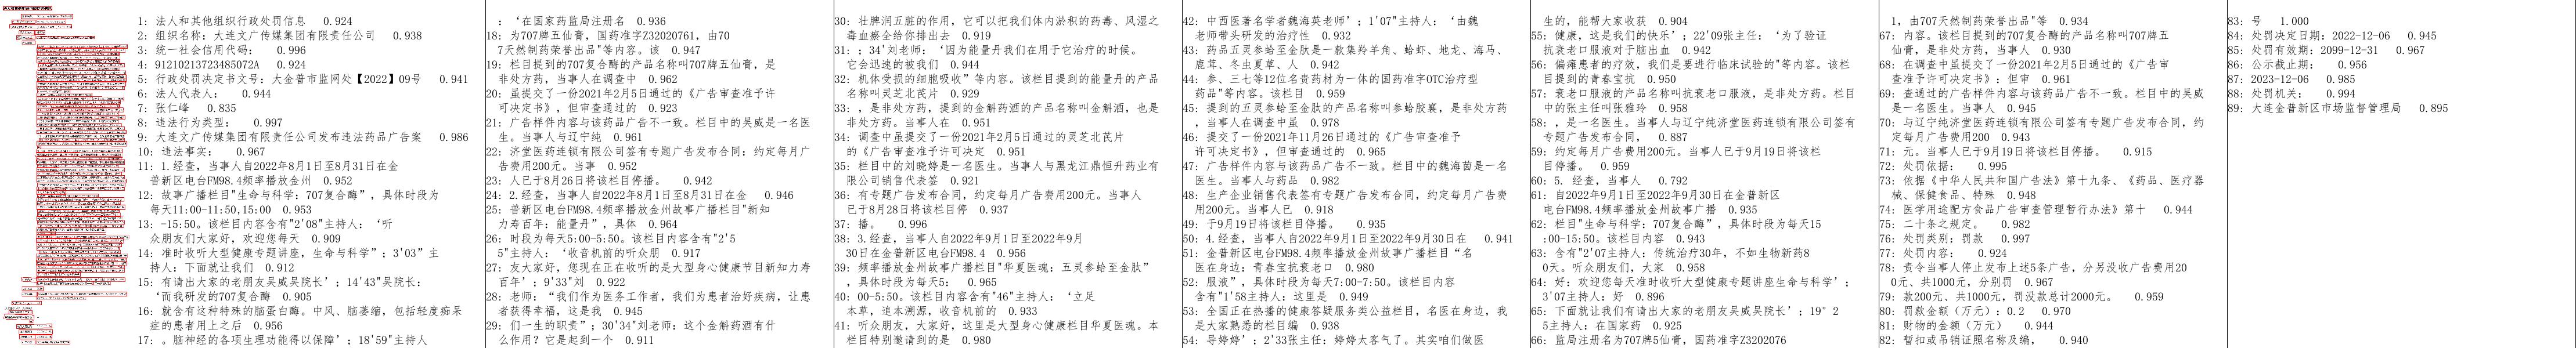 1: 法人和其他组织行政处罚信息 0.924
2: 组织名称: 大连文广传媒集团有限责任公司 0.938
3: 统一社会信用代码: 0.996
4: 91210213723485072A 0.924
5: 行政处罚决定书文号: 大金普市监网处【2022】09号 0.941
6: 法人代表人: 0.944
7: 张仁峰 0.835
8: 违法行为类型: 0.997
9: 大连文广传媒集团有限责任公司发布违法药品广告案 0.986
10: 违法事实: 0.967
11: 1.经查，当事人自2022年8月1日至8月31日在金
普新区电台FM98.4频率播放金州 0.952
12: 故事广播栏目"生命与科学; 707复合酶”，具体时段为
每天11:00-11:50,15:00 0.953
13: -15:50。该栏目内容含有"2'08"主持人: ‘听
众朋友们大家好，欢迎您每天 0.909
14: 准时收听大型健康专题讲座，生命与科学”; 3'03”主
持人: 下面就让我们 0.912
15: 有请出大家的老朋友吴威吴院长’; 14'43"吴院长:
‘而我研发的707复合酶 0.905
16: 就含有这种特殊的脑蛋白酶。中风、脑萎缩，包括轻度痴呆
症的患者用上之后 0.956
17: 。脑神经的各项生理功能得以保障’; 18'59"主持人
: ‘在国家药监局注册名 0.936
18: 为707牌五仙膏，国药准字Z32020761，由70
7天然制药荣誉出品"等内容。该 0.947
19: 栏目提到的707复合酶的产品名称叫707牌五仙膏，是
非处方药，当事人在调查中 0.962
20: 虽提交了一份2021年2月5日通过的《广告审查准予许
可决定书》，但审查通过的 0.923
21: 广告样件内容与该药品广告不一致。栏目中的吴威是一名医
生。当事人与辽宁纯 0.961
22: 济堂医药连锁有限公司签有专题广告发布合同; 约定每月广
告费用200元。当事 0.952
23: 人已于8月26日将该栏目停播。 0.942
24: 2.经查，当事人自2022年8月1日至8月31日在金 0.946
25: 普新区电台FM98.4频率播放金州故事广播栏目"新知
力寿百年: 能量丹”，具体 0.964
26: 时段为每天5:00-5:50。该栏目内容含有"2'5
5"主持人: ‘收音机前的听众朋 0.917
27: 友大家好，您现在正在收听的是大型身心健康节目新知力寿
百年’; 9'33"刘 0.922
28: 老师: “我们作为医务工作者，我们为患者治好疾病，让患
者获得幸福，这是我 0.945
29: 们一生的职责”; 30'34"刘老师: 这个金斛药酒有什
么作用? 它是起到一个 0.911
30: 壮脾润五脏的作用，它可以把我们体内淤积的药毒、风湿之
毒血瘀全给你排出去 0.919
31: ; 34'刘老师: ‘因为能量丹我们在用于它治疗的时候。
它会迅速的被我们 0.944
32: 机体受损的细胞吸收”等内容。该栏目提到的能量丹的产品
名称叫灵芝北芪片 0.929
33: ，是非处方药，提到的金斛药酒的产品名称叫金斛酒，也是
非处方药。当事人在 0.951
34: 调查中虽提交了一份2021年2月5日通过的灵芝北芪片
的《广告审查准予许可决定 0.951
35: 栏目中的刘晓婷是一名医生。当事人与黑龙江鼎恒升药业有
限公司销售代表签 0.921
36: 有专题广告发布合同，约定每月广告费用200元。当事人
已于8月28日将该栏目停 0.937
37: 播。 0.996
38: 3.经查，当事人自2022年9月1日至2022年9月
30日在金普新区电台FM98.4 0.956
39: 频率播放金州故事广播栏目"华夏医魂: 五灵参蛤至金肽”
，具体时段为每天5: 0.965
40: 00-5:50。该栏目内容含有"46"主持人: ‘立足
本草，追本溯源，收音机前的 0.933
41: 听众朋友，大家好，这里是大型身心健康栏目华夏医魂。本
栏目特别邀请到的是 0.980
42: 中西医著名学者魏海英老师’; 1'07"主持人: ‘由魏
老师带头研发的治疗性 0.932
43: 药品五灵参蛤至金肽是一款集羚羊角、蛤蚧、地龙、海马、
鹿茸、冬虫夏草、人 0.942
44: 参、三七等12位名贵药材为一体的国药准字OTC治疗型
药品"等内容。该栏目 0.959
45: 提到的五灵参蛤至金肽的产品名称叫参蛤胶囊，是非处方药
，当事人在调查中虽 0.978
46: 提交了一份2021年11月26日通过的《广告审查准予
许可决定书》，但审查通过的 0.965
47: 广告样件内容与该药品广告不一致。栏目中的魏海茵是一名
医生。当事人与药品 0.982
48: 生产企业销售代表签有专题广告发布合同，约定每月广告费
用200元。当事人已 0.918
49: 于9月19日将该栏目停播。 0.935
50: 4.经查，当事人自2022年9月1日至2022年9月30日在 0.941
51: 金普新区电台FM98.4频率播放金州故事广播栏目“名
医在身边: 青春宝抗衰老口 0.980
52: 服液”，具体时段为每天7:00-7:50。该栏目内容
含有"1'58主持人: 这里是 0.949
53: 全国正在热播的健康答疑服务类公益栏目，名医在身边，我
是大家熟悉的栏目编 0.938
54: 导婷婷’; 2'33张主任: 婷婷太客气了。其实咱们做医
生的，能帮大家收获 0.904
55: 健康，这是我们的快乐’; 22'09张主任: ‘为了验证
抗衰老口服液对于脑出血 0.942
56: 偏瘫患者的疗效，我们是要进行临床试验的"等内容。该栏
目提到的青春宝抗 0.950
57: 衰老口服液的产品名称叫抗衰老口服液，是非处方药。栏目
中的张主任叫张雅玲 0.958
58: ，是一名医生。当事人与辽宁纯济堂医药连锁有限公司签有
专题广告发布合同， 0.887
59: 约定每月广告费用200元。当事人已于9月19日将该栏
目停播。 0.959
60: 5. 经查，当事人 0.792
61: 自2022年9月1日至2022年9月30日在金普新区
电台FM98.4频率播放金州故事广播 0.935
62: 栏目"生命与科学; 707复合酶”，具体时段为每天15
:00-15:50。该栏目内容 0.943
63: 含有"2'07主持人: 传统治疗30年，不如生物新药8
0天。听众朋友们，大家 0.958
64: 好; 欢迎您每天准时收听大型健康专题讲座生命与科学’;
3'07主持人: 好 0.896
65: 下面就让我们有请出大家的老朋友吴威吴院长’; 19°2
5主持人: 在国家药 0.925
66: 监局注册名为707牌5仙膏，国药准字Z3202076
1，由707天然制药荣誉出品"等 0.934
67: 内容。该栏目提到的707复合酶的产品名称叫707牌五
仙膏，是非处方药，当事人 0.930
68: 在调查中虽提交了一份2021年2月5日通过的《广告审
查准予许可决定书》: 但审 0.961
69: 查通过的广告样件内容与该药品广告不一致。栏目中的吴威
是一名医生。当事人 0.945
70: 与辽宁纯济堂医药连锁有限公司签有专题广告发布合同，约
定每月广告费用200 0.943
71: 元。当事人已于9月19日将该栏目停播。 0.915
72: 处罚依据: 0.995
73: 依据《中华人民共和国广告法》第十九条、《药品、医疗器
械、保健食品、特殊 0.948
74: 医学用途配方食品广告审查管理暂行办法》第十 0.944
75: 二十条之规定。 0.982
76: 处罚类别: 罚款 0.997
77: 处罚内容: 0.924
78: 责令当事人停止发布上述5条广告，分另没收广告费用20
0元、共1000元，分别罚 0.967
79: 款200元、共1000元，罚没款总计2000元。 0.959
80: 罚款金额（万元）: 0.2 0.970
81: 财物的金额（万元） 0.944
82: 暂扣或吊销证照名称及编， 0.940
83: 号 1.000
84: 处罚决定日期: 2022-12-06 0.945
85: 处罚有效期: 2099-12-31 0.967
86: 公示截止期: 0.956
87: 2023-12-06 0.985
88: 处罚机关: 0.994
89: 大连金普新区市场监督管理局 0.895